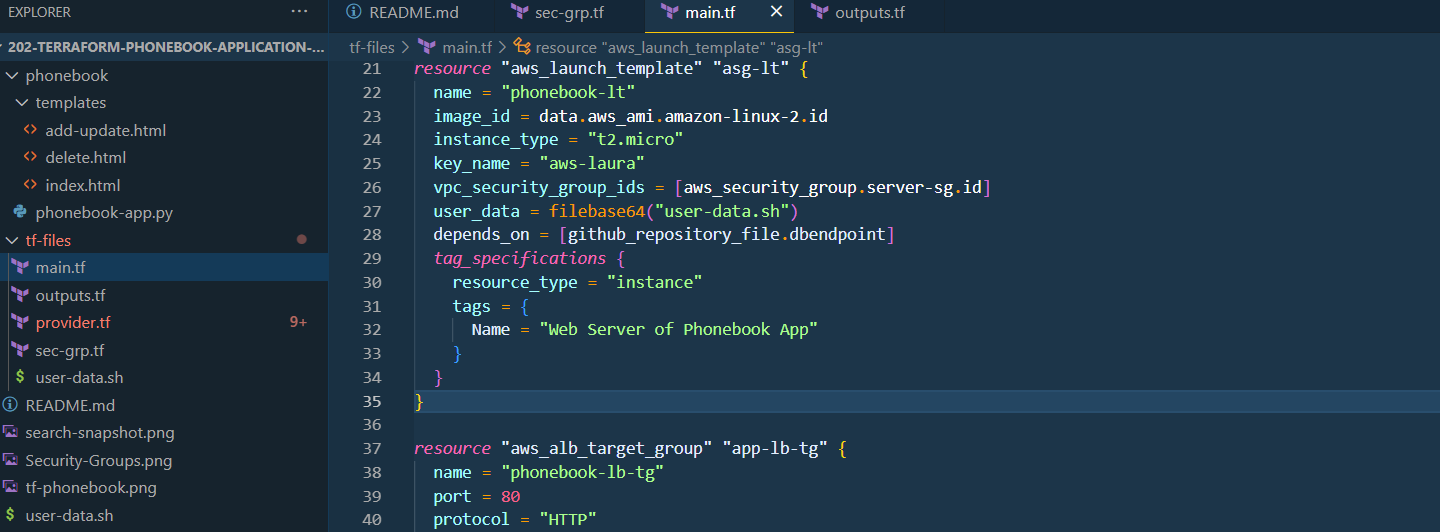 EXPLORER
202-TERRAFORM-PHONEBOOK-APPLICATION-...
phonebook
templates
add-update.html
delete.html
index.html
phonebook-app.py
tf-files
main.tf
outputs.tf
provider.tf 9+
sec-grp.tf
user-data.sh
README.md
search-snapshot.png
Security-Groups.png
tf-phonebook.png
user-data.sh
README.md sec-grp.tf main.tf outputs.tf
tf-files > main.tf > resource "aws_launch_template" "asg-lt"
21 resource "aws_launch_template" "asg-lt" {
22 name = "phonebook-lt"
23 image_id = data.aws_ami.amazon-linux-2.id
24 instance_type = "t2.micro"
25 key_name = "aws-laura"
26 vpc_security_group_ids = [aws_security_group.server-sg.id]
27 user_data = filebase64("user-data.sh")
28 depends_on = [github_repository_file.dbendpoint]
29 tag_specifications {
30 resource_type = "instance"
31 tags = {
32 Name = "Web Server of Phonebook App"
33 }
34 }
35 }
36
37 resource "aws_alb_target_group" "app-lb-tg" {
38 name = "phonebook-lb-tg"
39 port = 80
40 protocol = "HTTP"